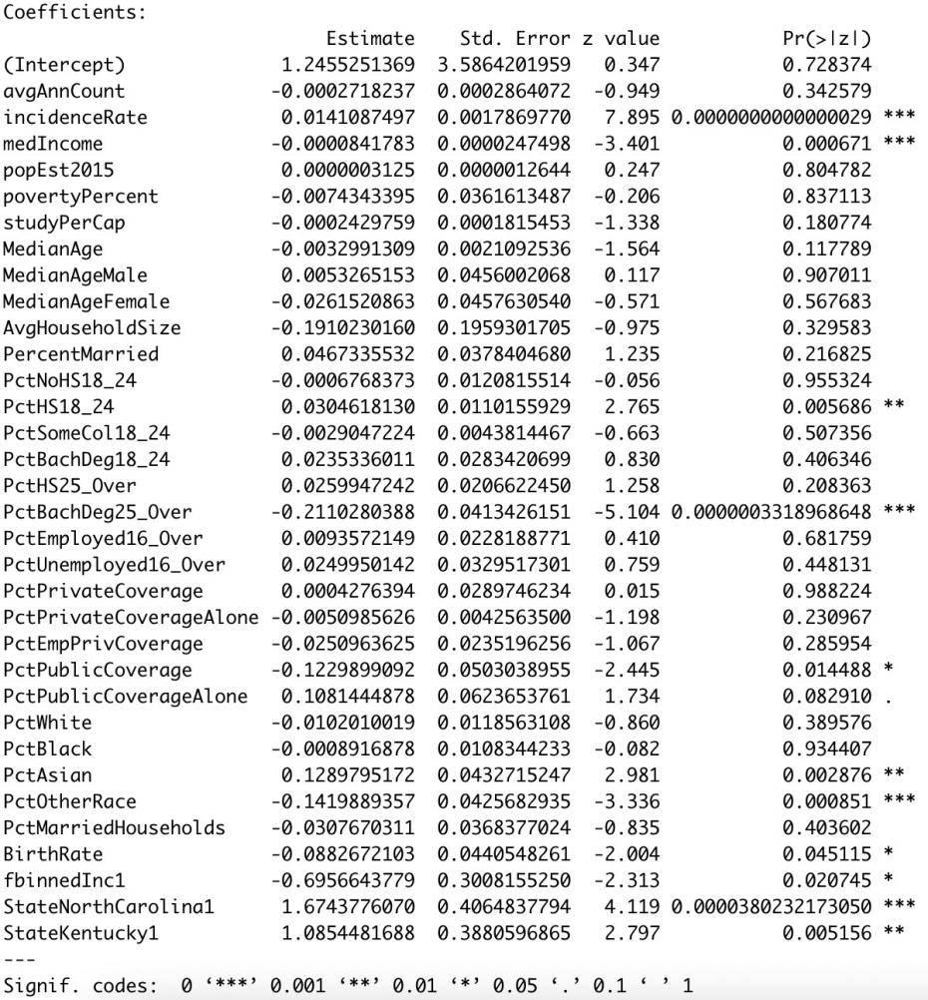 Coefficients:
Estimate Std. Error z value Pr(>|z|)
(Intercept) 1.2455251369 3.5864201959 0.347 0.728374
avgAnnCount -0.0002718237 0.0002864072 -0.949 0.342579
incidenceRate 0.0141087497 0.0017869770 7.895 0.0000000000000029 ***
medIncome -0.0000841783 0.0000247498 -3.401 0.000671 ***
popEst2015 0.0000003125 0.0000012644 0.247 0.804782
povertyPercent -0.0074343395 0.0361613487 -0.206 0.837113
studyPerCap -0.0002429759 0.0001815453 -1.338 0.180774
MedianAge -0.0032991309 0.0021092536 -1.564 0.117789
MedianAgeMale 0.0053265153 0.0456002068 0.117 0.907011
MedianAgeFemale -0.0261520863 0.0457630540 -0.571 0.567683
AvgHouseholdSize -0.1910230160 0.1959301705 -0.975 0.329583
PercentMarried 0.0467335532 0.0378404680 1.235 0.216825
PctNoHS18_24 -0.0006768373 0.0120815514 -0.056 0.955324
PctHS18_24 0.0304618130 0.0110155929 2.765 0.005686 **
PctSomeCol18_24 -0.0029047224 0.0043814467 -0.663 0.507356
PctBachDeg18_24 0.0235336011 0.0283420699 0.830 0.406346
PctHS25_Over 0.0259947242 0.0206622450 1.258 0.208363
PctBachDeg25_Over -0.2110280388 0.0413426151 -5.104 0.0000003318968648 ***
PctEmployed16_Over 0.0093572149 0.0228188771 0.410 0.681759
PctUnemployed16_Over 0.0249950142 0.0329517301 0.759 0.448131
PctPrivateCoverage 0.0004276394 0.0289746234 0.015 0.988224
PctPrivateCoverageAlone -0.0050985626 0.0042563500 -1.198 0.230967
PctEmpPrivCoverage -0.0250963625 0.0235196256 -1.067 0.285954
PctPublicCoverage -0.1229899092 0.0503038955 -2.445 0.014488 *
PctPublicCoverageAlone 0.1081444878 0.0623653761 1.734 0.082910 .
PctWhite -0.0102010019 0.0118563108 -0.860 0.389576
PctBlack -0.0008916878 0.0108344233 -0.082 0.934407
PctAsian 0.1289795172 0.0432715247 2.981 0.002876 **
PctOtherRace -0.1419889357 0.0425682935 -3.336 0.000851 ***
PctMarriedHouseholds -0.0307670311 0.0368377024 -0.835 0.403602
BirthRate -0.0882672103 0.0440548261 -2.004 0.045115 *
fbinnedInc1 -0.6956643779 0.3008155250 -2.313 0.020745 *
StateNorthCarolina1 1.6743776070 0.4064837794 4.119 0.0000380232173050 ***
StateKentucky1 1.0854481688 0.3880596865 2.797 0.005156 **
---
Signif. codes: 0 ‘***’ 0.001 ‘**’ 0.01 ‘*’ 0.05 ‘.’ 0.1 ‘ ’ 1